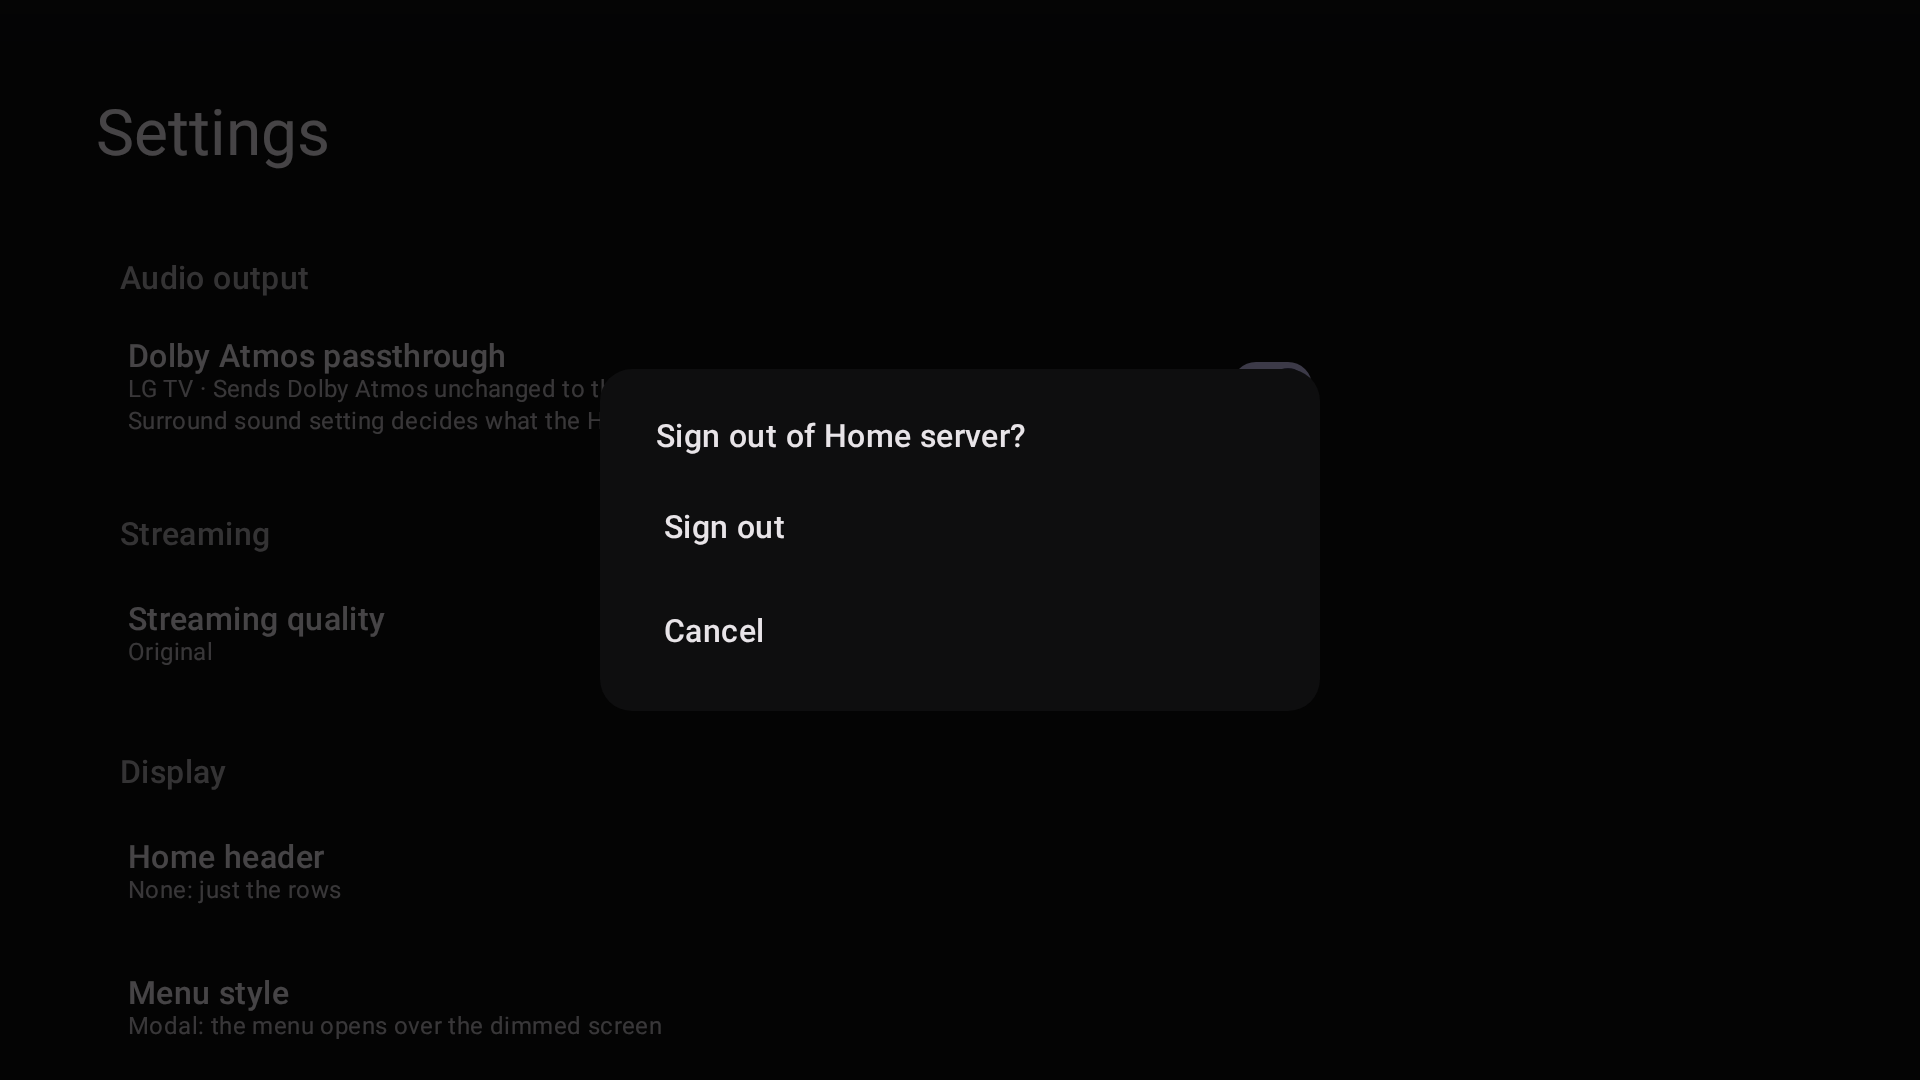 Settings
Audio output
Dolby Atmos passthrough
LG TV · Sends Dolby Atmos unchanged to
Surround sound setting decides what the
Sign out of Home server?
Sign out
Cancel
Streaming
Streaming quality
Original
Display
Home header
None: just the rows
Menu style
Modal: the menu opens over the dimmed screen